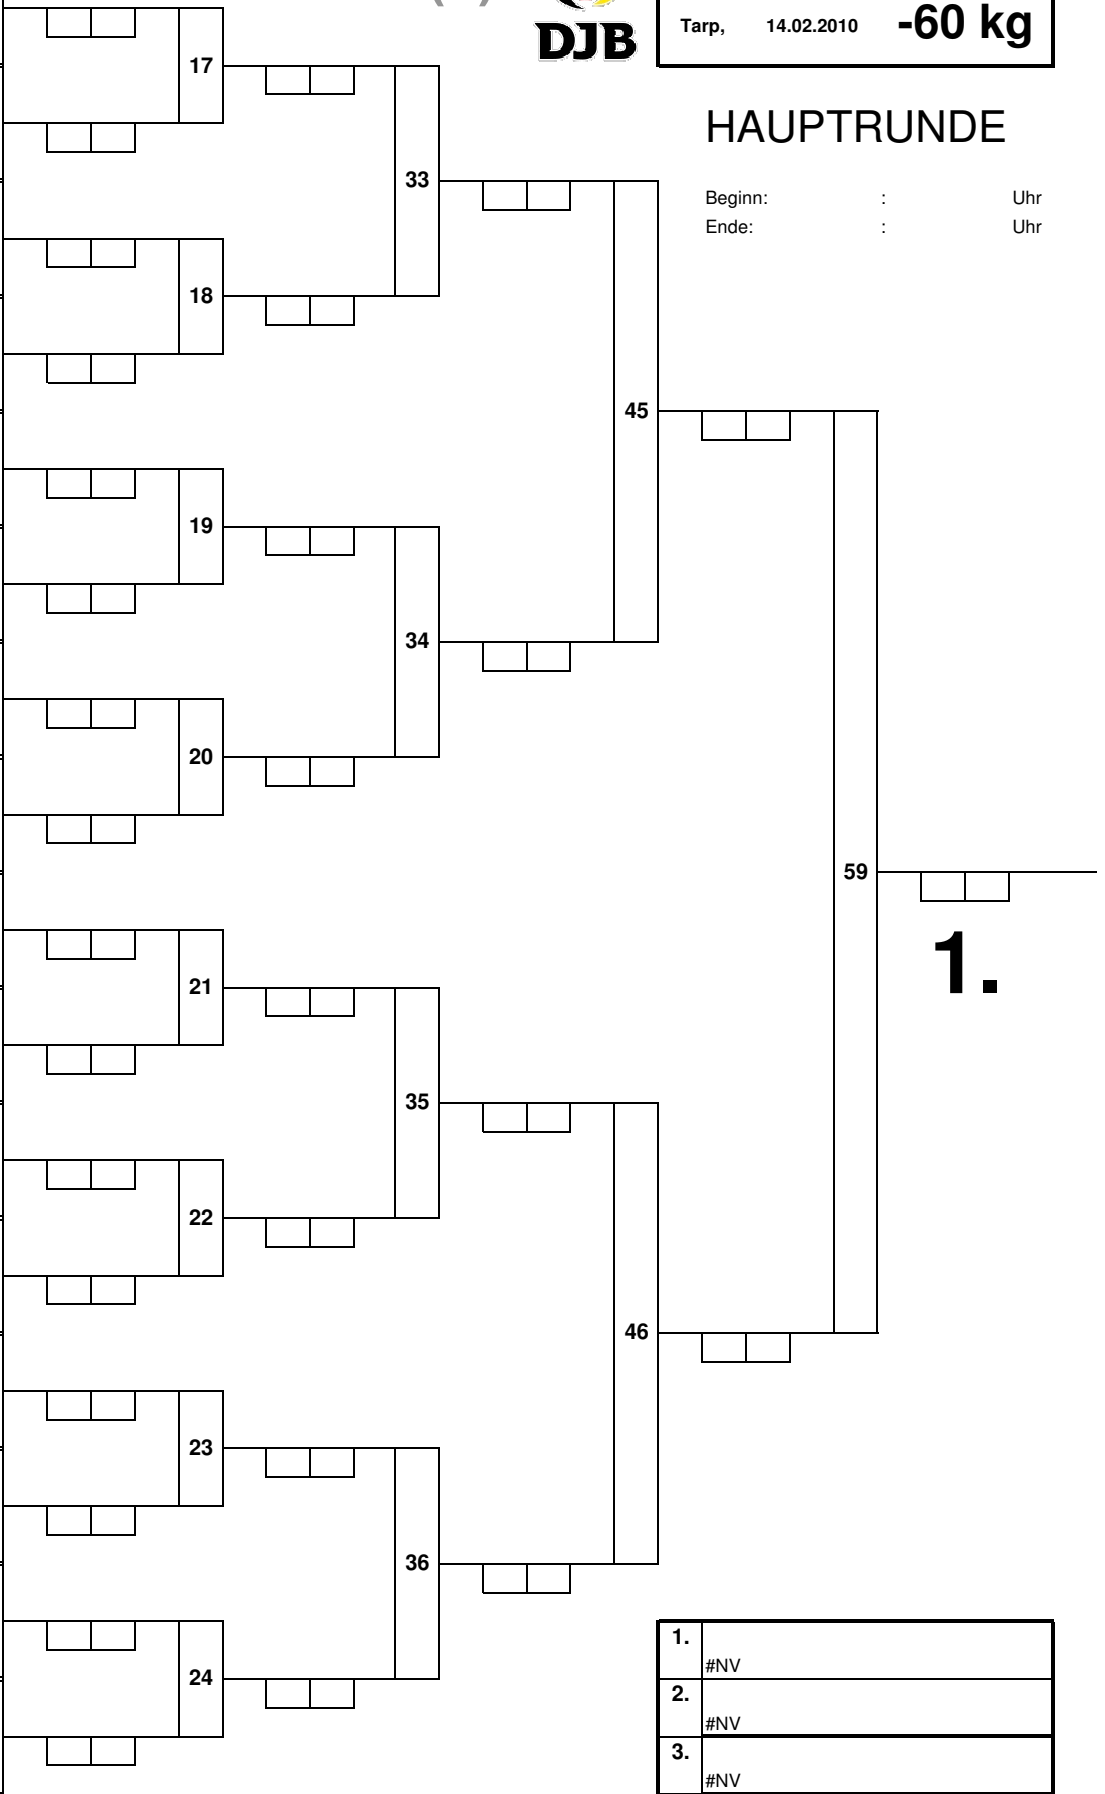 DJB
Tarp, 14.02.2010 -60 kg
17
HAUPTRUNDE
33
Beginn: : Uhr
Ende: : Uhr
18
45
19
34
20
59
1.
21
35
22
46
23
36
1.
#NV
24
2.
#NV
3.
#NV